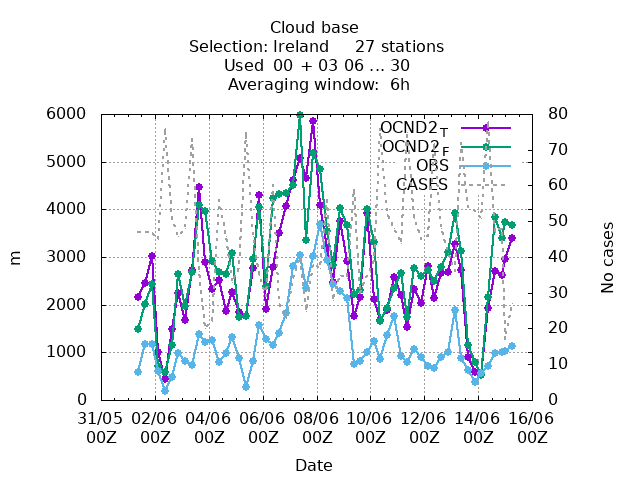 Cloud base
Selection: Ireland 27 stations
Used 00 + 03 06 ... 30
Averaging window: 6h
6000 80
OCND2T
OCND2F
OBS
CASES
5000
4000
3000
2000
1000
0
70
60
50
40
30
20
10
0
m
No cases
31/05 02/06 04/06 06/06 08/06 10/06 12/06 14/06 16/06
00Z 00Z 00Z 00Z 00Z 00Z 00Z 00Z 00Z
Date